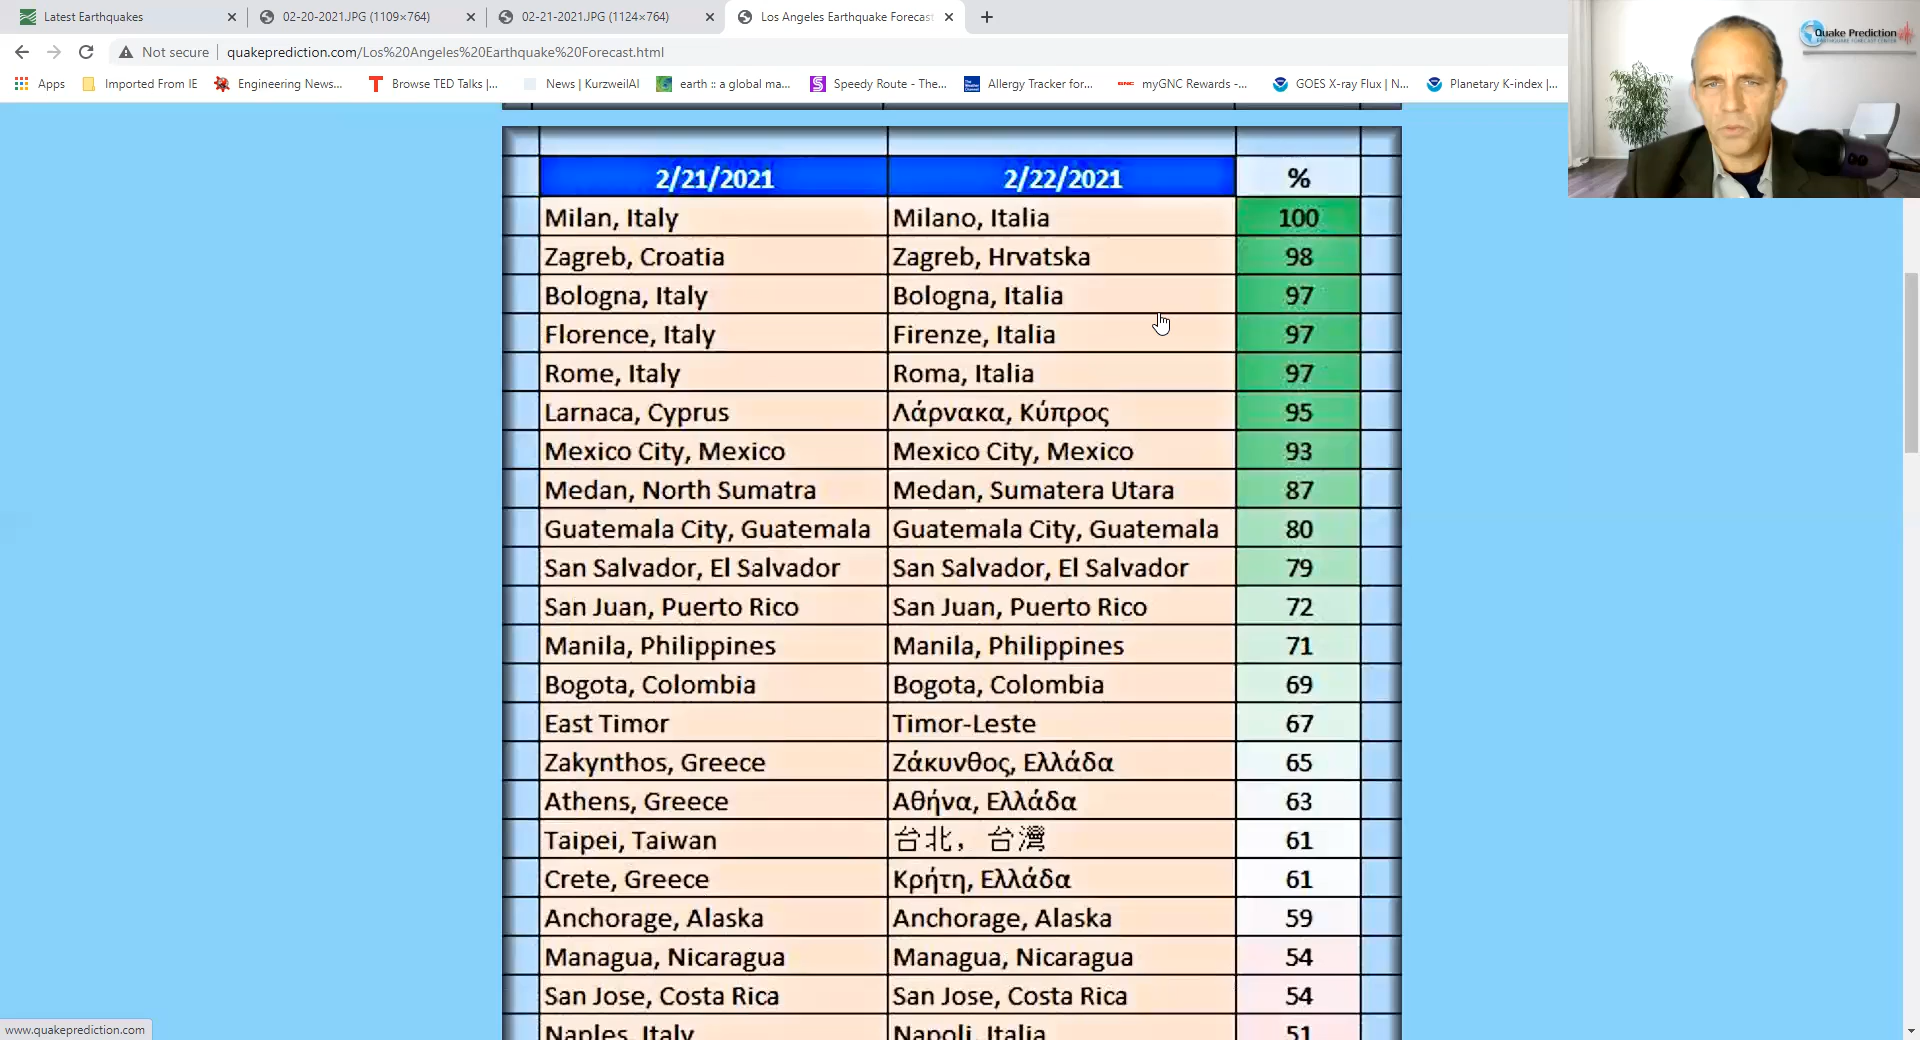 Latest Earthquakes
02-20-2021.JPG (1109×764)
02-21-2021.JPG (1124×764)
Los Angeles Earthquake Forecast
Not secure
quakeprediction.com/Los%20Angeles%20Earthquake%20Forecast.html
Apps
Imported From IE
Engineering News...
Browse TED Talks |...
News | KurzweilAI
earth :: a global ma...
Speedy Route - The...
Allergy Tracker for...
GNC
myGNC Rewards -...
GOES X-ray Flux | N...
Planetary K-index |...
Quake Prediction
EARTHQUAKE FORECAST CENTER
2/21/2021 2/22/2021 %
Milan, Italy Milano, Italia 100
Zagreb, Croatia Zagreb, Hrvatska 98
Bologna, Italy Bologna, Italia 97
Florence, Italy Firenze, Italia 97
Rome, Italy Roma, Italia 97
Larnaca, Cyprus Λάρνακα, Κύπρος 95
Mexico City, Mexico Mexico City, Mexico 93
Medan, North Sumatra Medan, Sumatera Utara 87
Guatemala City, Guatemala Guatemala City, Guatemala 80
San Salvador, El Salvador San Salvador, El Salvador 79
San Juan, Puerto Rico San Juan, Puerto Rico 72
Manila, Philippines Manila, Philippines 71
Bogota, Colombia Bogota, Colombia 69
East Timor Timor-Leste 67
Zakynthos, Greece Ζάκυνθος, Ελλάδα 65
Athens, Greece Αθήνα, Ελλάδα 63
Taipei, Taiwan 台北，台灣 61
Crete, Greece Κρήτη, Ελλάδα 61
Anchorage, Alaska Anchorage, Alaska 59
Managua, Nicaragua Managua, Nicaragua 54
San Jose, Costa Rica San Jose, Costa Rica 54
Naples, Italy Napoli, Italia 51
www.quakeprediction.com